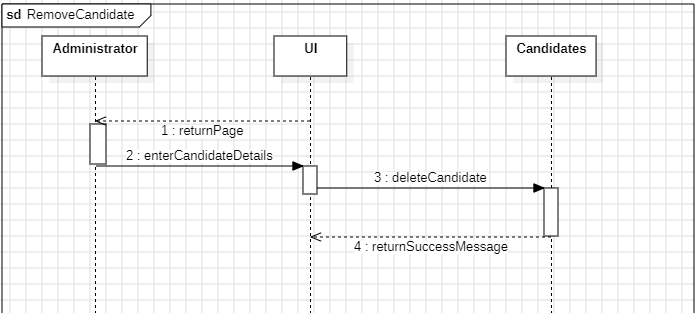 sd RemoveCandidate
Administrator
UI
Candidates
1 : returnPage
2 : enterCandidateDetails
3 : deleteCandidate
4 : returnSuccessMessage